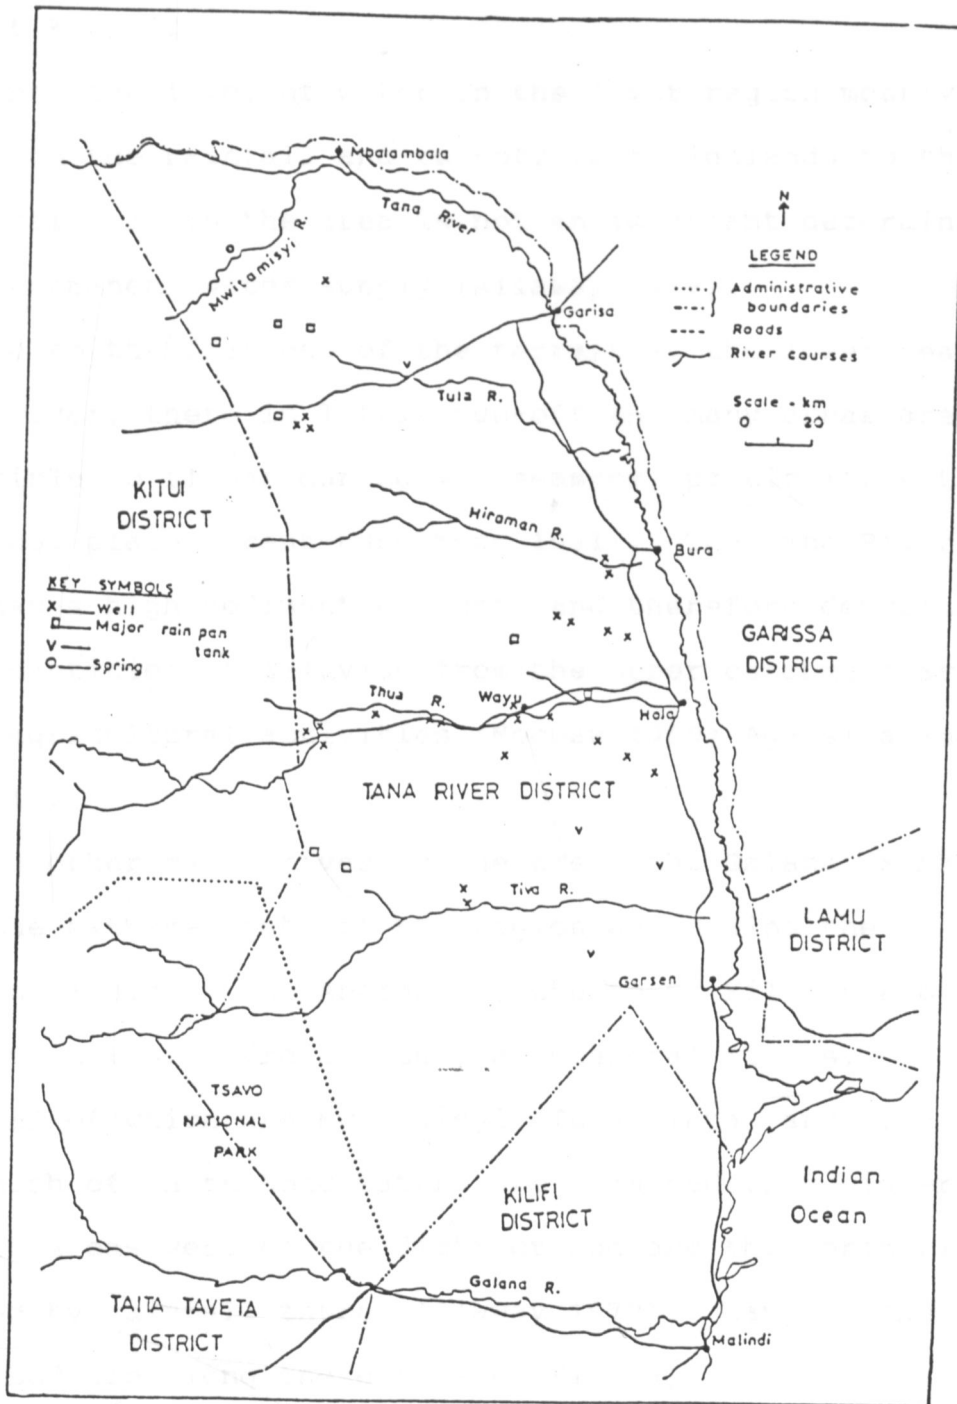 Mbalambala
Tana River
Mwitamisyi R.
N
LEGEND
Administrative
boundaries
Roads
River courses
Scale - km
0 20
Garisa
Tula R.
KITUI
DISTRICT
Hiraman R.
Bura
KEY SYMBOLS
x — Well
□ — Major rain pan
v — tank
o — Spring
GARISSA
DISTRICT
Thua R.
Wayu
Hola
TANA RIVER DISTRICT
Tiva R.
LAMU
DISTRICT
Garsen
TSAVO
NATIONAL
PARK
KILIFI
DISTRICT
Indian
Ocean
Galana R.
TAITA TAVETA
DISTRICT
Malindi